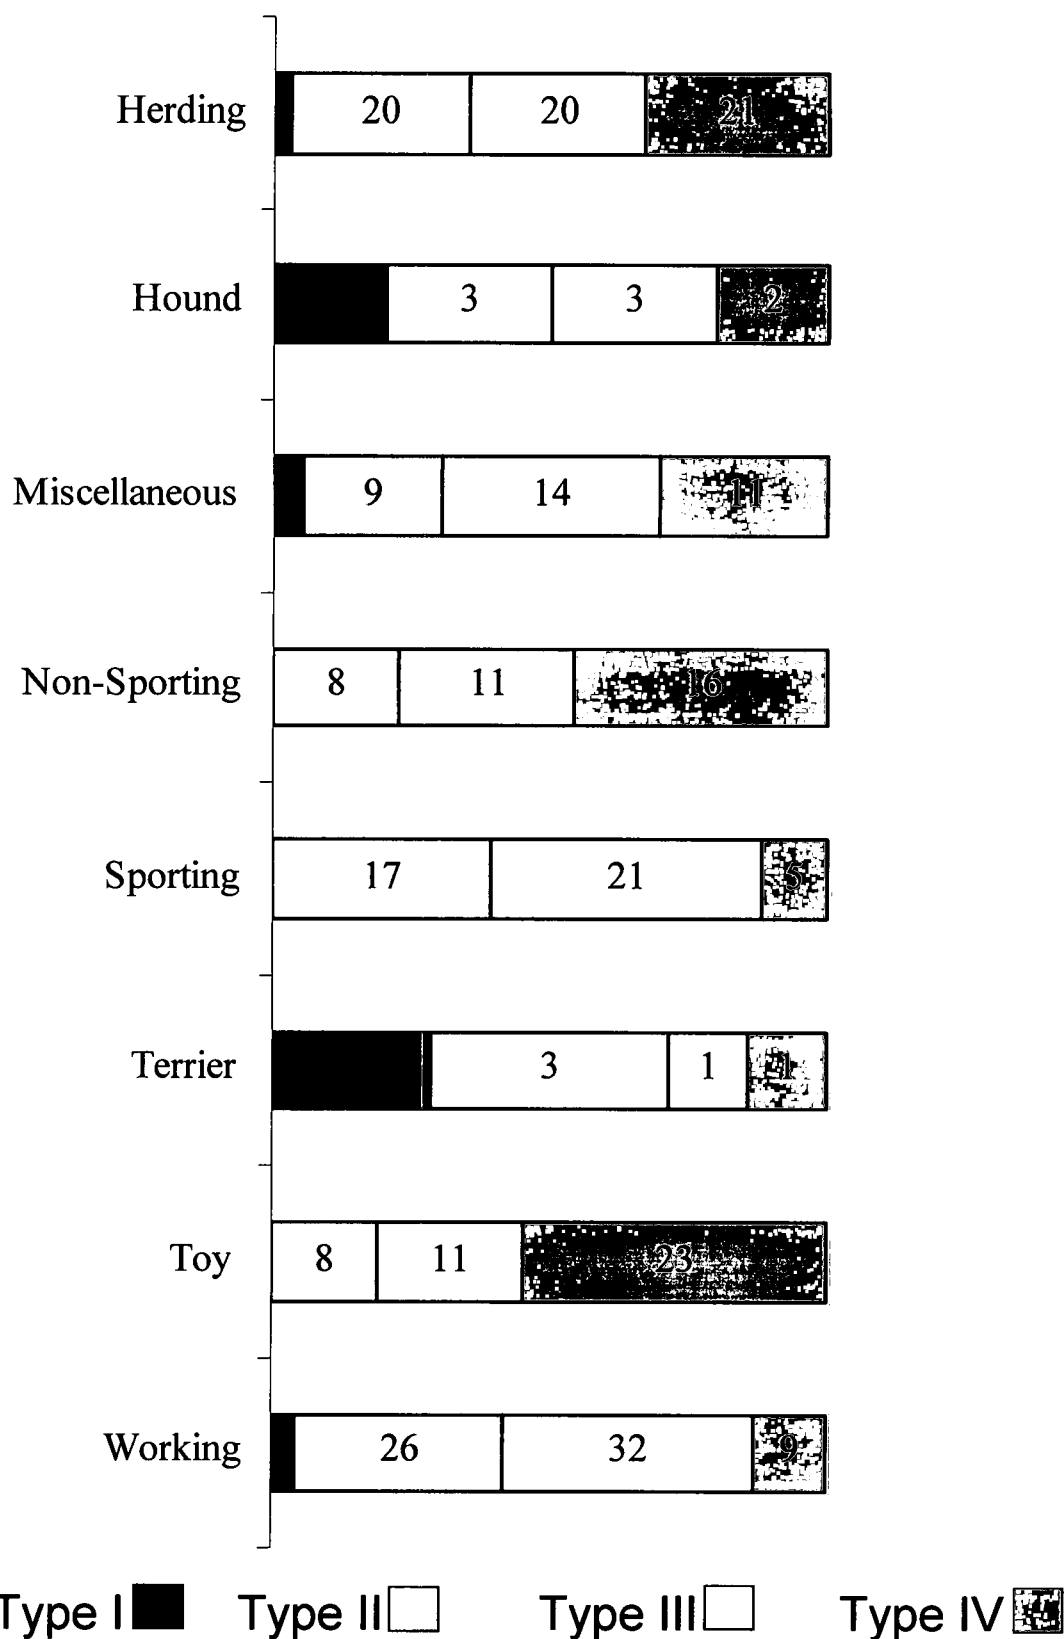 Herding 20 20 21
Hound 3 3 2
Miscellaneous 9 14 11
Non-Sporting 8 11 16
Sporting 17 21 5
Terrier 3 1 1
Toy 8 11 23
Working 26 32 9
Type I Type II Type III Type IV